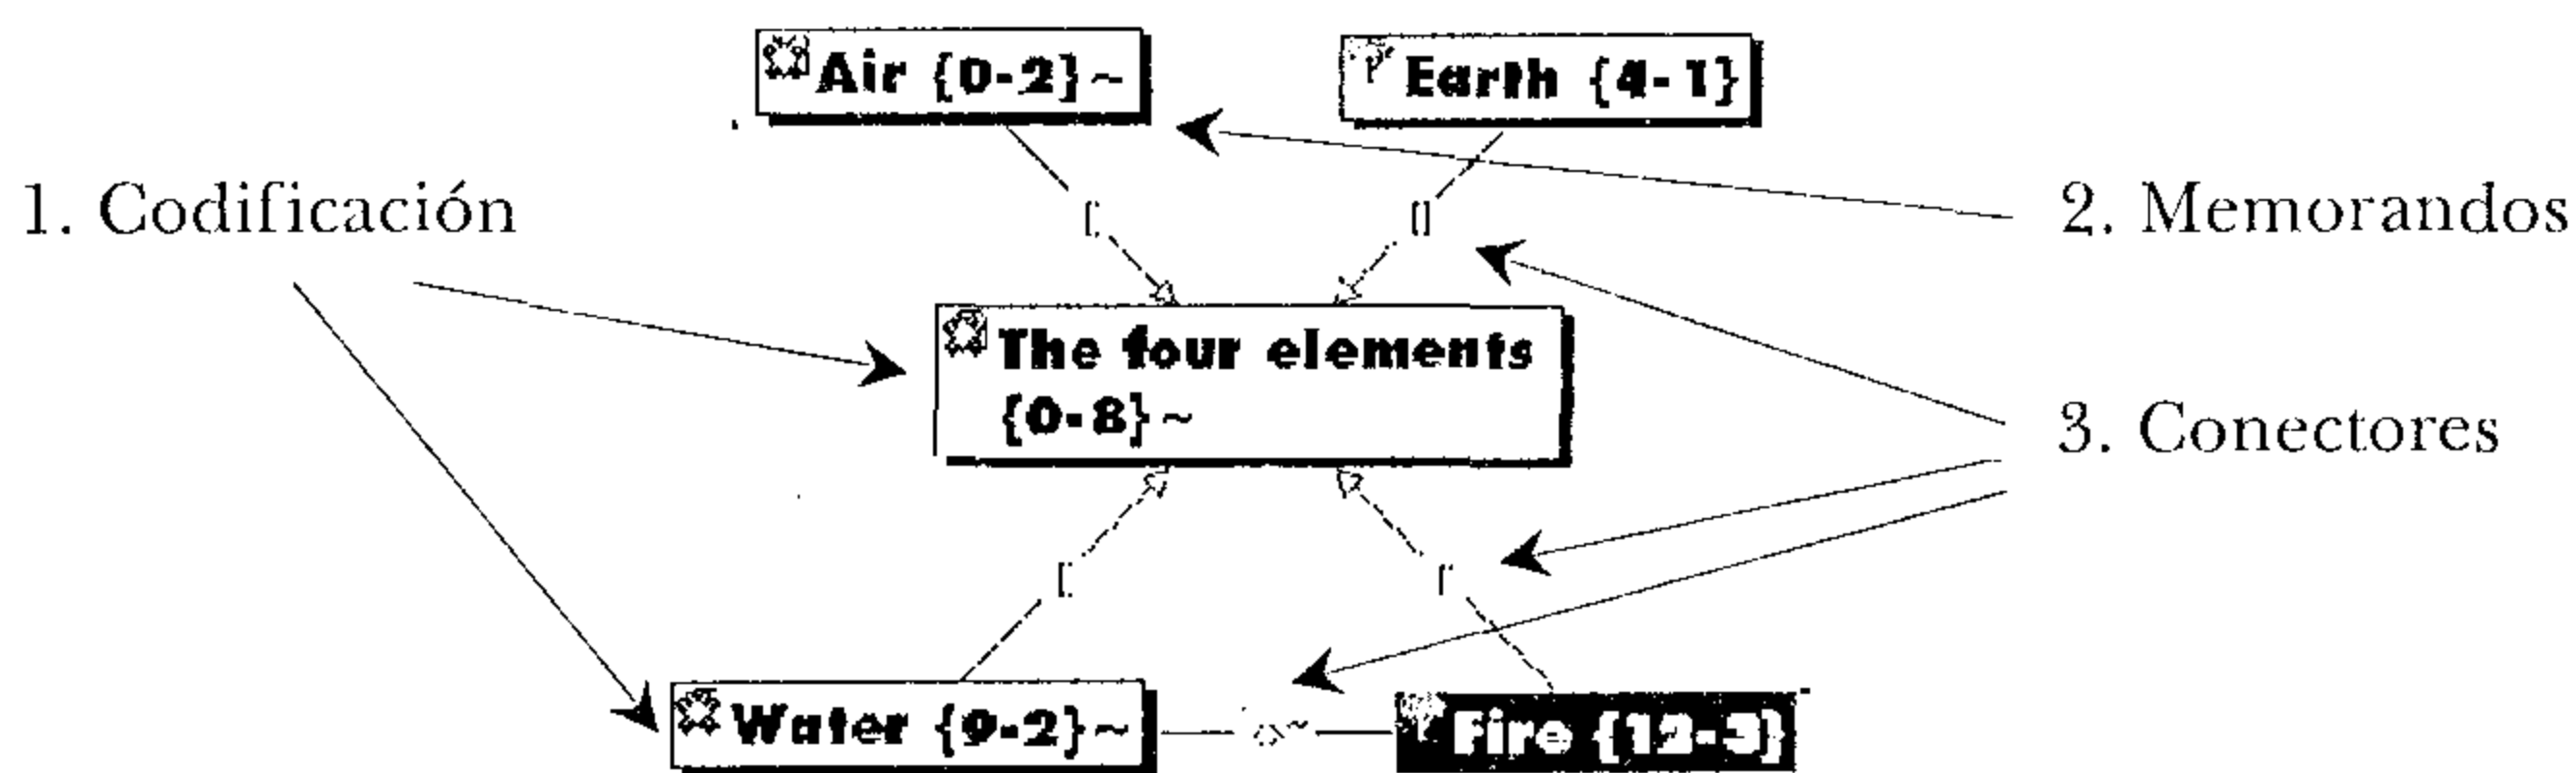 Air {0-2}~
Earth {4-1}
1. Codificación
2. Memorandos
[]
The four elements
{0-8}~
3. Conectores
Water {9-2}~
Fire {12-3}